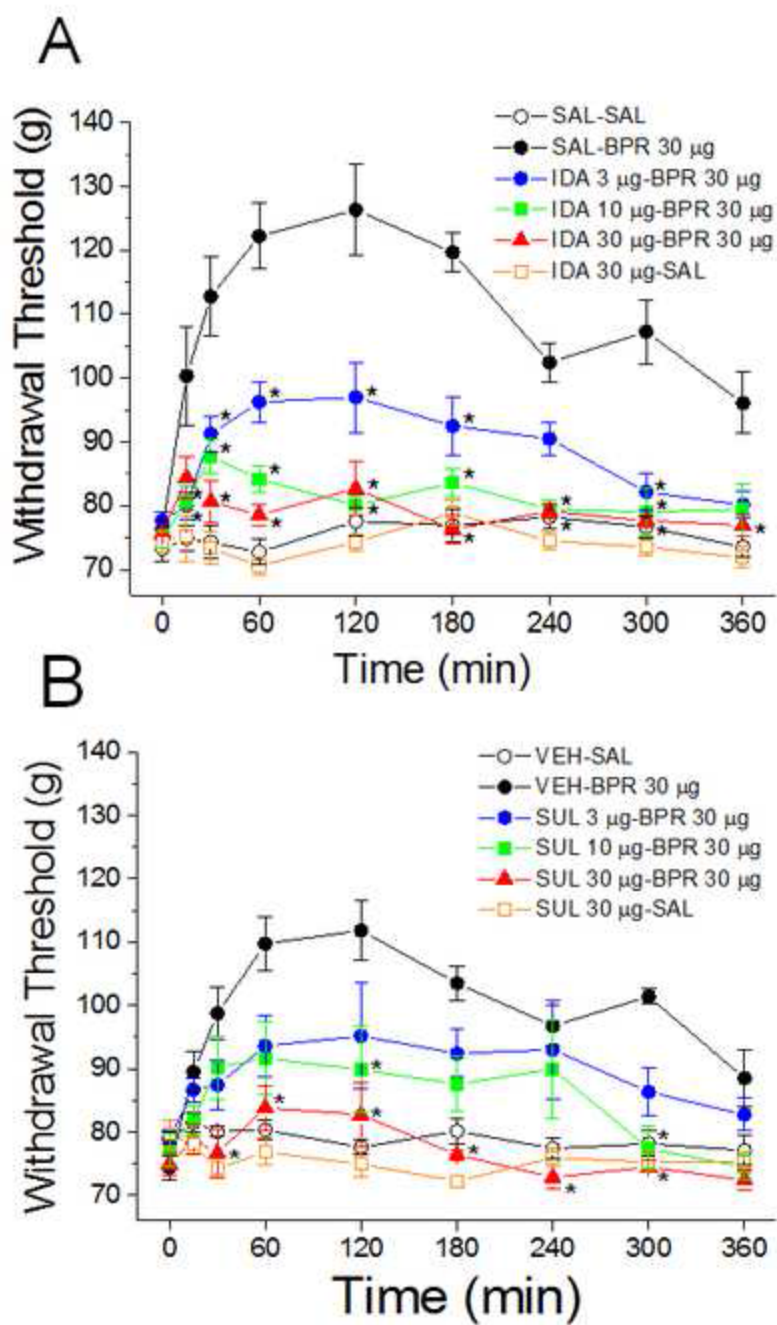 A
Withdrawal Threshold (g)
140
130
120
110
100
90
80
70
SAL-SAL
SAL-BPR 30 µg
IDA 3 µg-BPR 30 µg
IDA 10 µg-BPR 30 µg
IDA 30 µg-BPR 30 µg
IDA 30 µg-SAL
* * * * * * * * * * * * * * * * * * *
0 60 120 180 240 300 360
Time (min)
B
Withdrawal Threshold (g)
140
130
120
110
100
90
80
70
VEH-SAL
VEH-BPR 30 µg
SUL 3 µg-BPR 30 µg
SUL 10 µg-BPR 30 µg
SUL 30 µg-BPR 30 µg
SUL 30 µg-SAL
* * * * * * * *
0 60 120 180 240 300 360
Time (min)